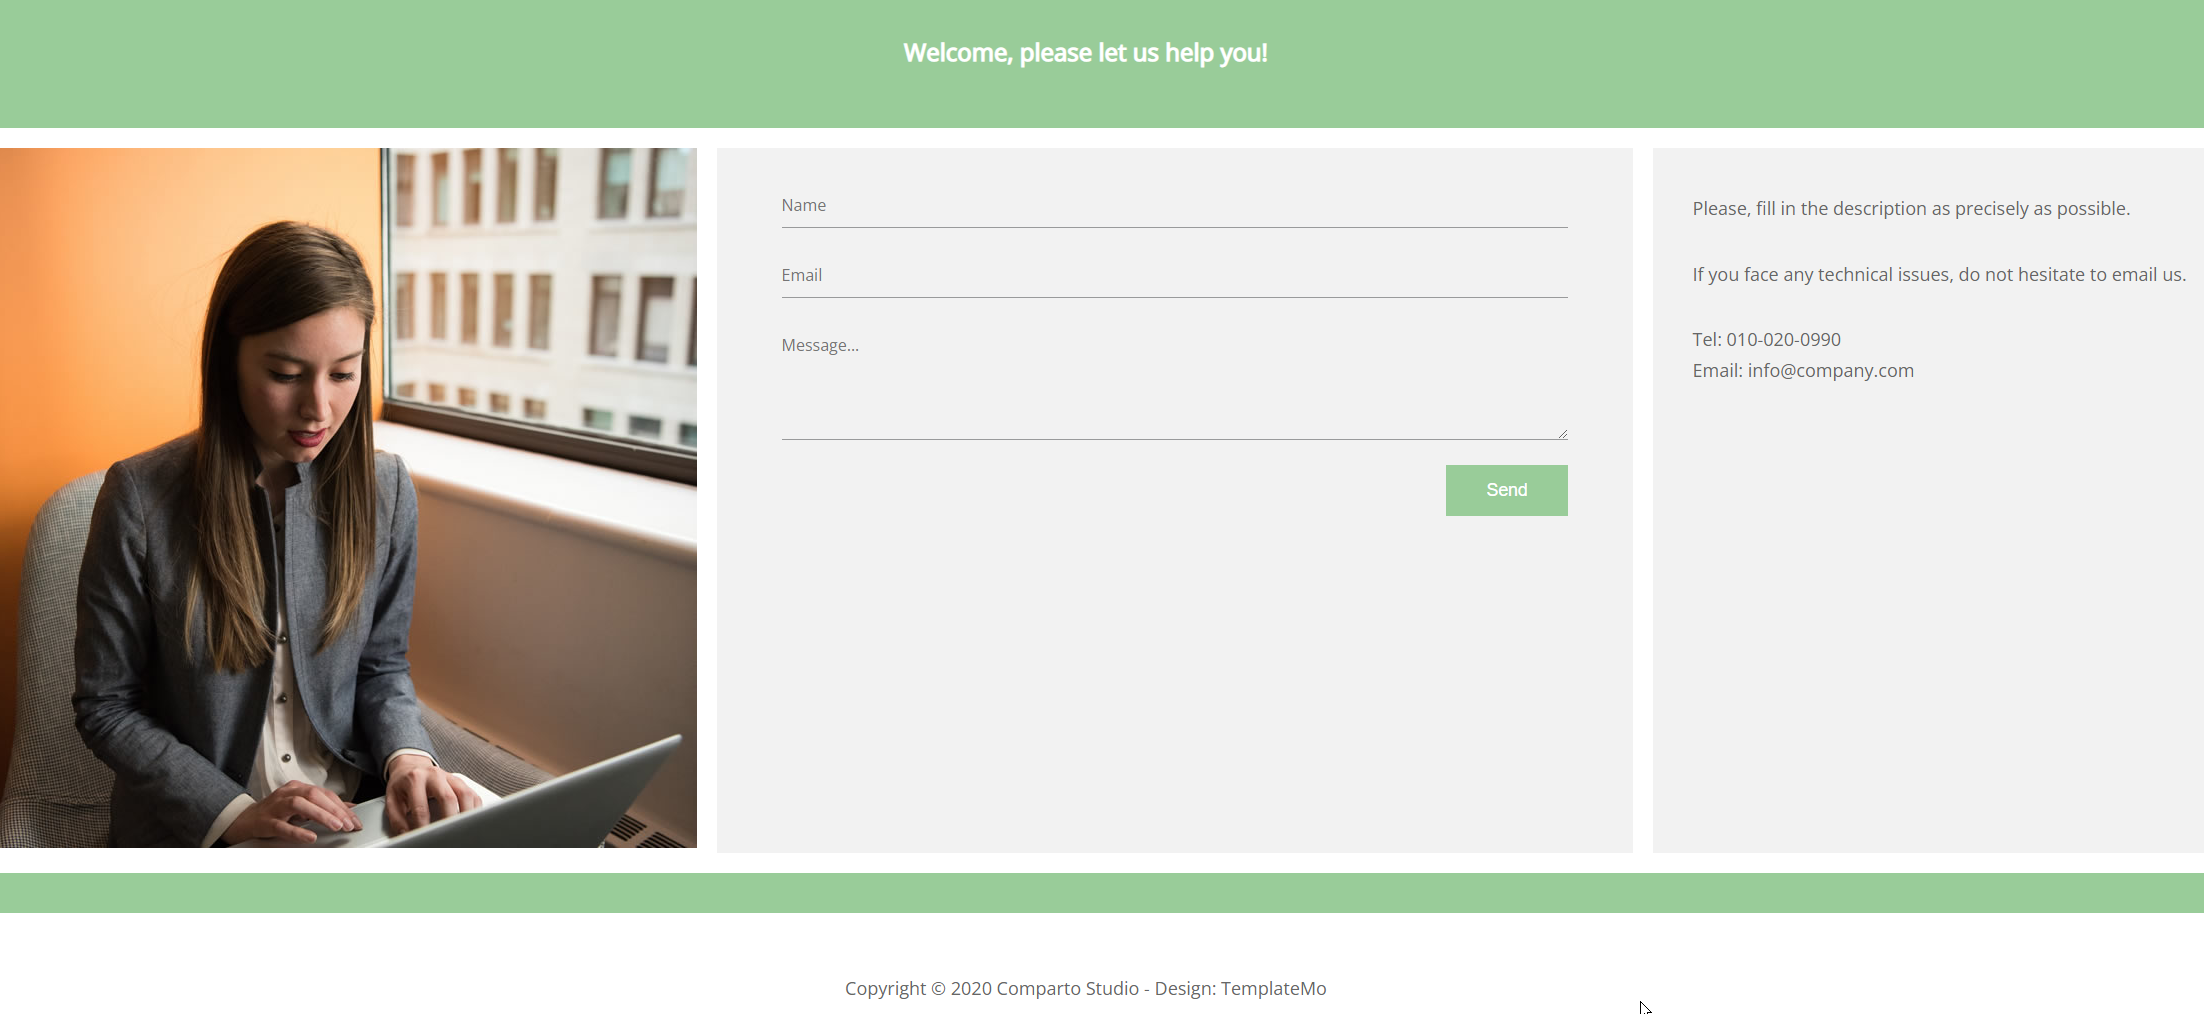 Welcome, please let us help you!
Name
Email
Message...
Send
Please, fill in the description as precisely as possible.
If you face any technical issues, do not hesitate to email us.
Tel: 010-020-0990
Email: info@company.com
Copyright © 2020 Comparto Studio - Design: TemplateMo